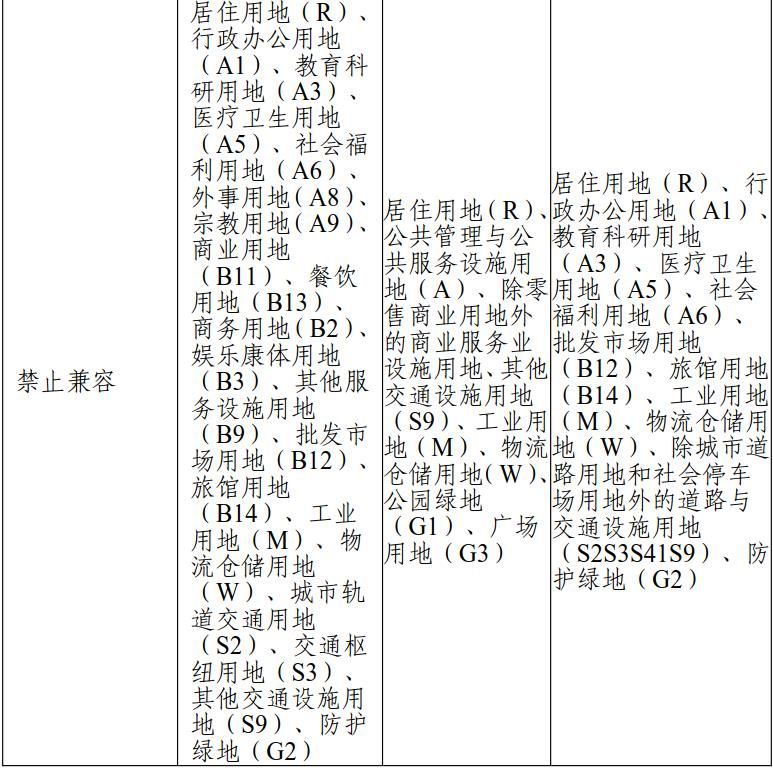 禁止兼容
居住用地（R）、
行政办公用地
（A1）、教育科
研用地（A3）、
医疗卫生用地
（A5）、社会福
利用地（A6）、
外事用地（A8）、
宗教用地（A9）、
商业用地
（B11）、餐饮
用地（B13）、
商务用地（B2）、
娱乐康体用地
（B3）、其他服
务设施用地
（B9）、批发市
场用地（B12）、
旅馆用地
（B14）、工业
用地（M）、物
流仓储用地
（W）、城市轨
道交通用地
（S2）、交通枢
纽用地（S3）、
其他交通设施用
地（S9）、防护
绿地（G2）
居住用地（R）、
公共管理与公
共服务设施用
地（A）、除零
售商业用地外
的商业服务业
设施用地、其他
交通设施用地
（S9）、工业用
地（M）、物流
仓储用地（W）、
公园绿地
（G1）、广场
用地（G3）
居住用地（R）、行
政办公用地（A1）、
教育科研用地
（A3）、医疗卫生
用地（A5）、社会
福利用地（A6）、
批发市场用地
（B12）、旅馆用地
（B14）、工业用地
（M）、物流仓储用
地（W）、除城市道
路用地和社会停车
场用地外的道路与
交通设施用地
（S2S3S41S9）、防
护绿地（G2）